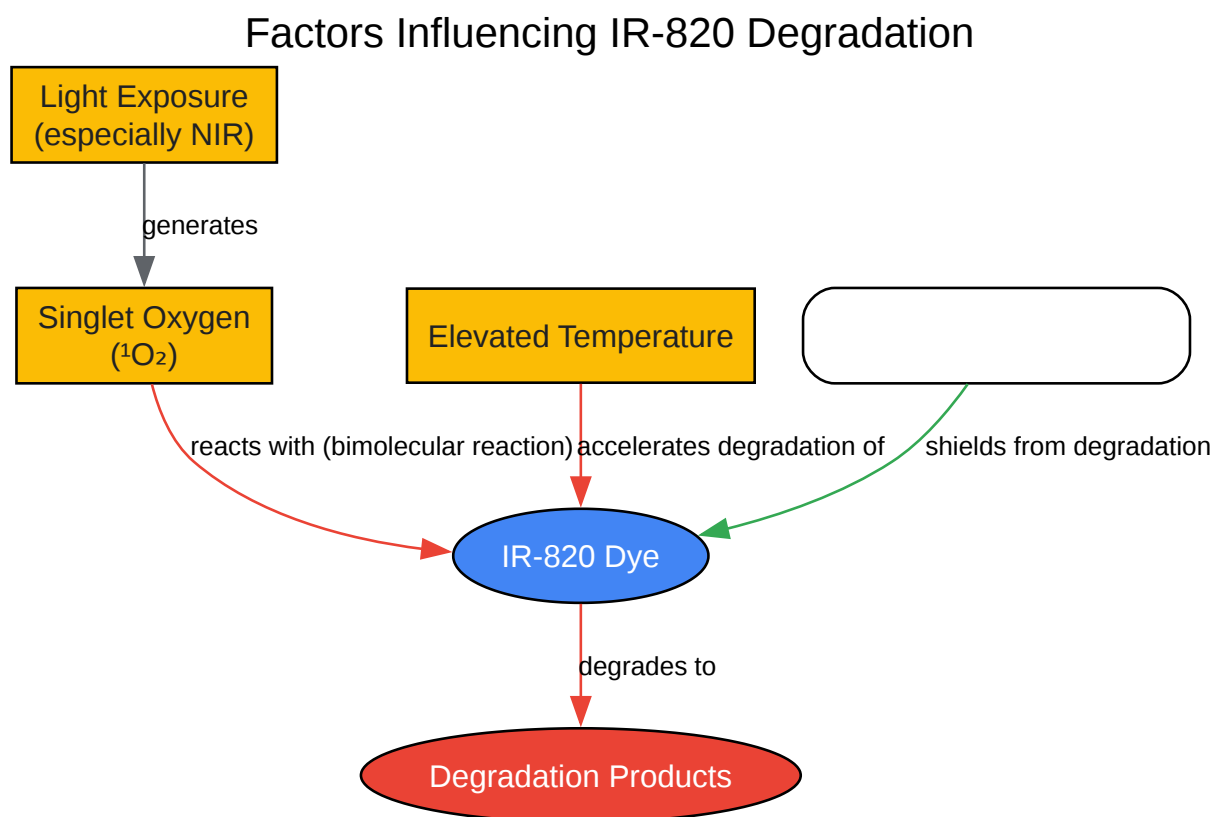 Factors Influencing IR-820 Degradation
Light Exposure
(especially NIR)
generates
Singlet Oxygen
(¹O₂)
Elevated Temperature
reacts with (bimolecular reaction)
accelerates degradation of
shields from degradation
IR-820 Dye
degrades to
Degradation Products